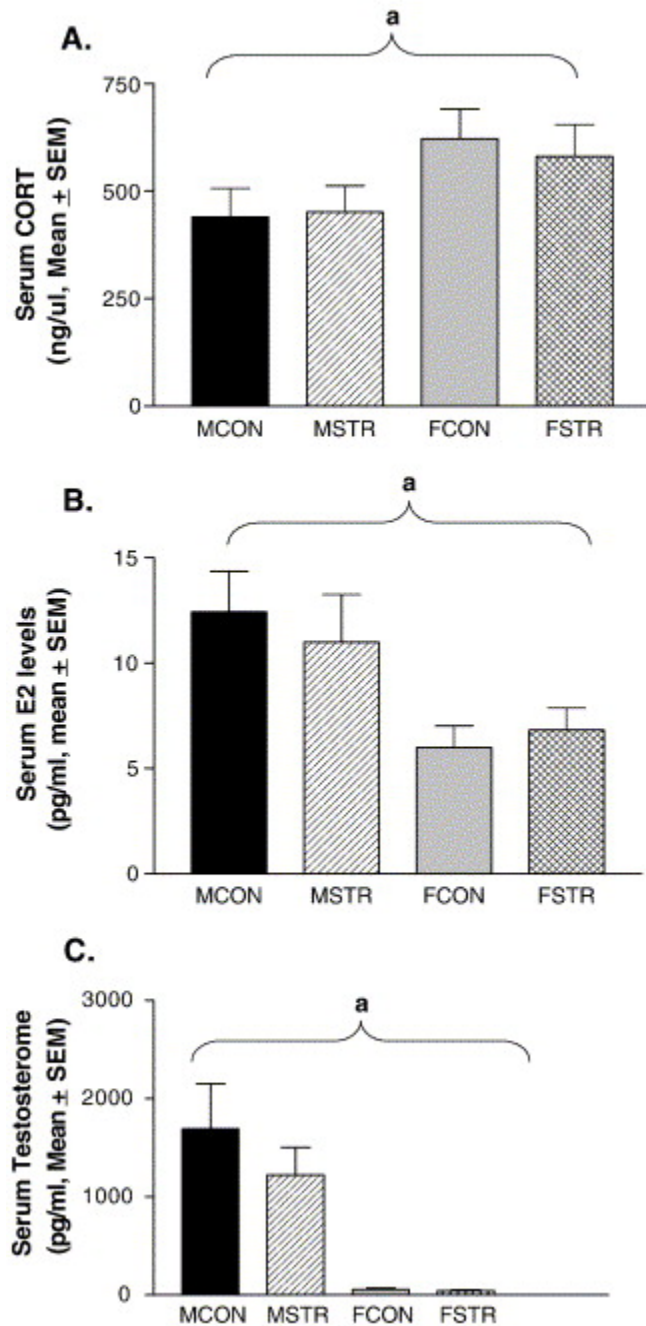 A.
a
Serum CORT
(ng/ul, Mean ± SEM)
750
500
250
0
MCON MSTR FCON FSTR
B.
a
Serum E2 levels
(pg/ml, mean ± SEM)
15
10
5
0
MCON MSTR FCON FSTR
C.
a
Serum Testosterome
(pg/ml, Mean ± SEM)
3000
2000
1000
0
MCON MSTR FCON FSTR